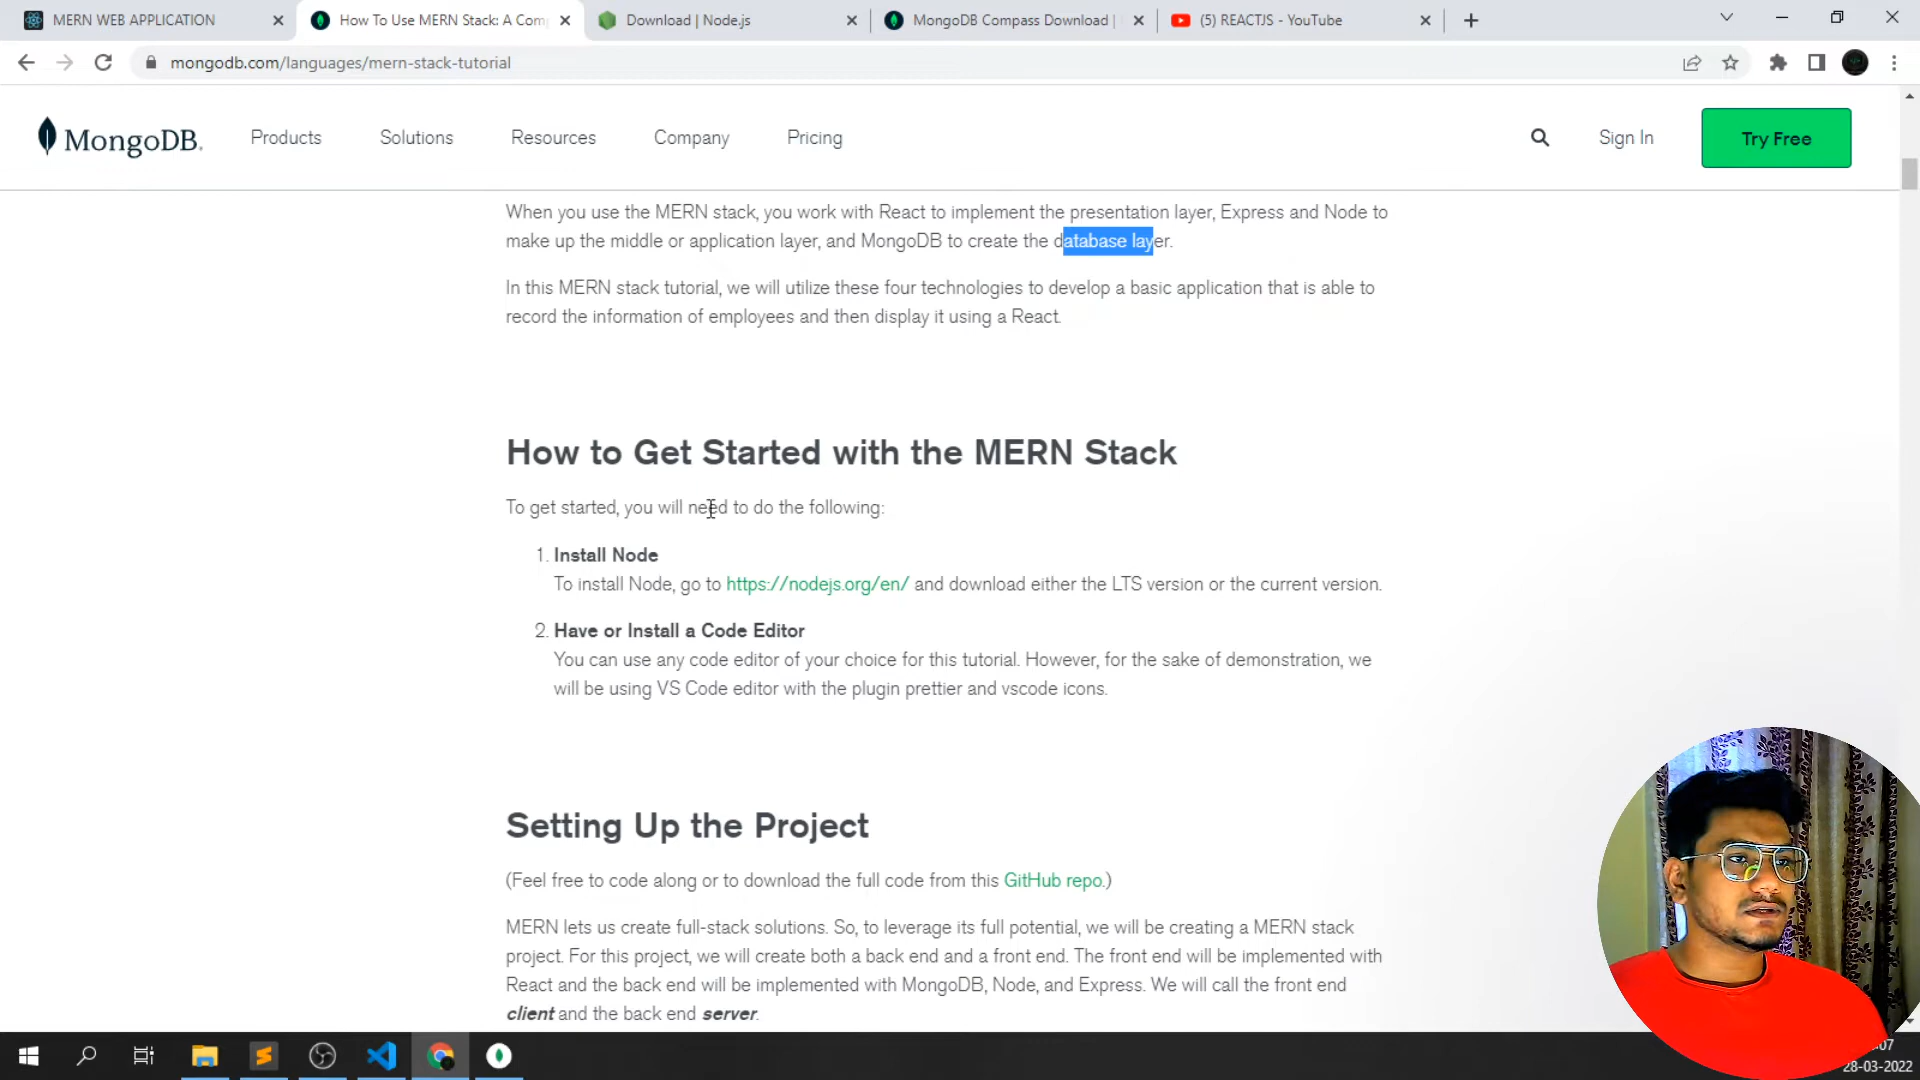 MERN WEB APPLICATION
How To Use MERN Stack: A Com
Download | Node.js
MongoDB Compass Download |
(5) REACTJS - YouTube
mongodb.com/languages/mern-stack-tutorial
MongoDB.
Products
Solutions
Resources
Company
Pricing
Sign In
Try Free
When you use the MERN stack, you work with React to implement the presentation layer, Express and Node to
make up the middle or application layer, and MongoDB to create the database layer.
In this MERN stack tutorial, we will utilize these four technologies to develop a basic application that is able to
record the information of employees and then display it using a React.
How to Get Started with the MERN Stack
To get started, you will need to do the following:
1. Install Node
To install Node, go to https://nodejs.org/en/ and download either the LTS version or the current version.
2. Have or Install a Code Editor
You can use any code editor of your choice for this tutorial. However, for the sake of demonstration, we
will be using VS Code editor with the plugin prettier and vscode icons.
Setting Up the Project
(Feel free to code along or to download the full code from this GitHub repo.)
MERN lets us create full-stack solutions. So, to leverage its full potential, we will be creating a MERN stack
project. For this project, we will create both a back end and a front end. The front end will be implemented with
React and the back end will be implemented with MongoDB, Node, and Express. We will call the front end
client and the back end server.
:07
28-03-2022